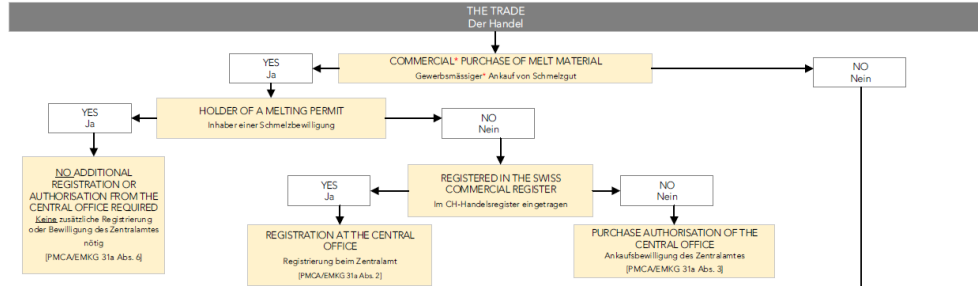 THE TRADE
Der Handel
COMMERCIAL* PURCHASE OF MELT MATERIAL
Gewerbsmässiger* Ankauf von Schmelzgut
YES
Ja
NO
Nein
HOLDER OF A MELTING PERMIT
Inhaber einer Schmelzbewilligung
YES
Ja
NO
Nein
NO ADDITIONAL
REGISTRATION OR
AUTHORISATION FROM THE
CENTRAL OFFICE REQUIRED
Keine zusätzliche Registrierung
oder Bewilligung des Zentralamtes
nötig
[PMCA/EMKG 31a Abs. 6]
REGISTERED IN THE SWISS
COMMERCIAL REGISTER
Im CH-Handelsregister eingetragen
YES
Ja
NO
Nein
REGISTRATION AT THE CENTRAL
OFFICE
Registrierung beim Zentralamt
[PMCA/EMKG 31a Abs. 2]
PURCHASE AUTHORISATION OF THE
CENTRAL OFFICE
Ankaufsbewilligung des Zentralamtes
[PMCA/EMKG 31a Abs. 3]